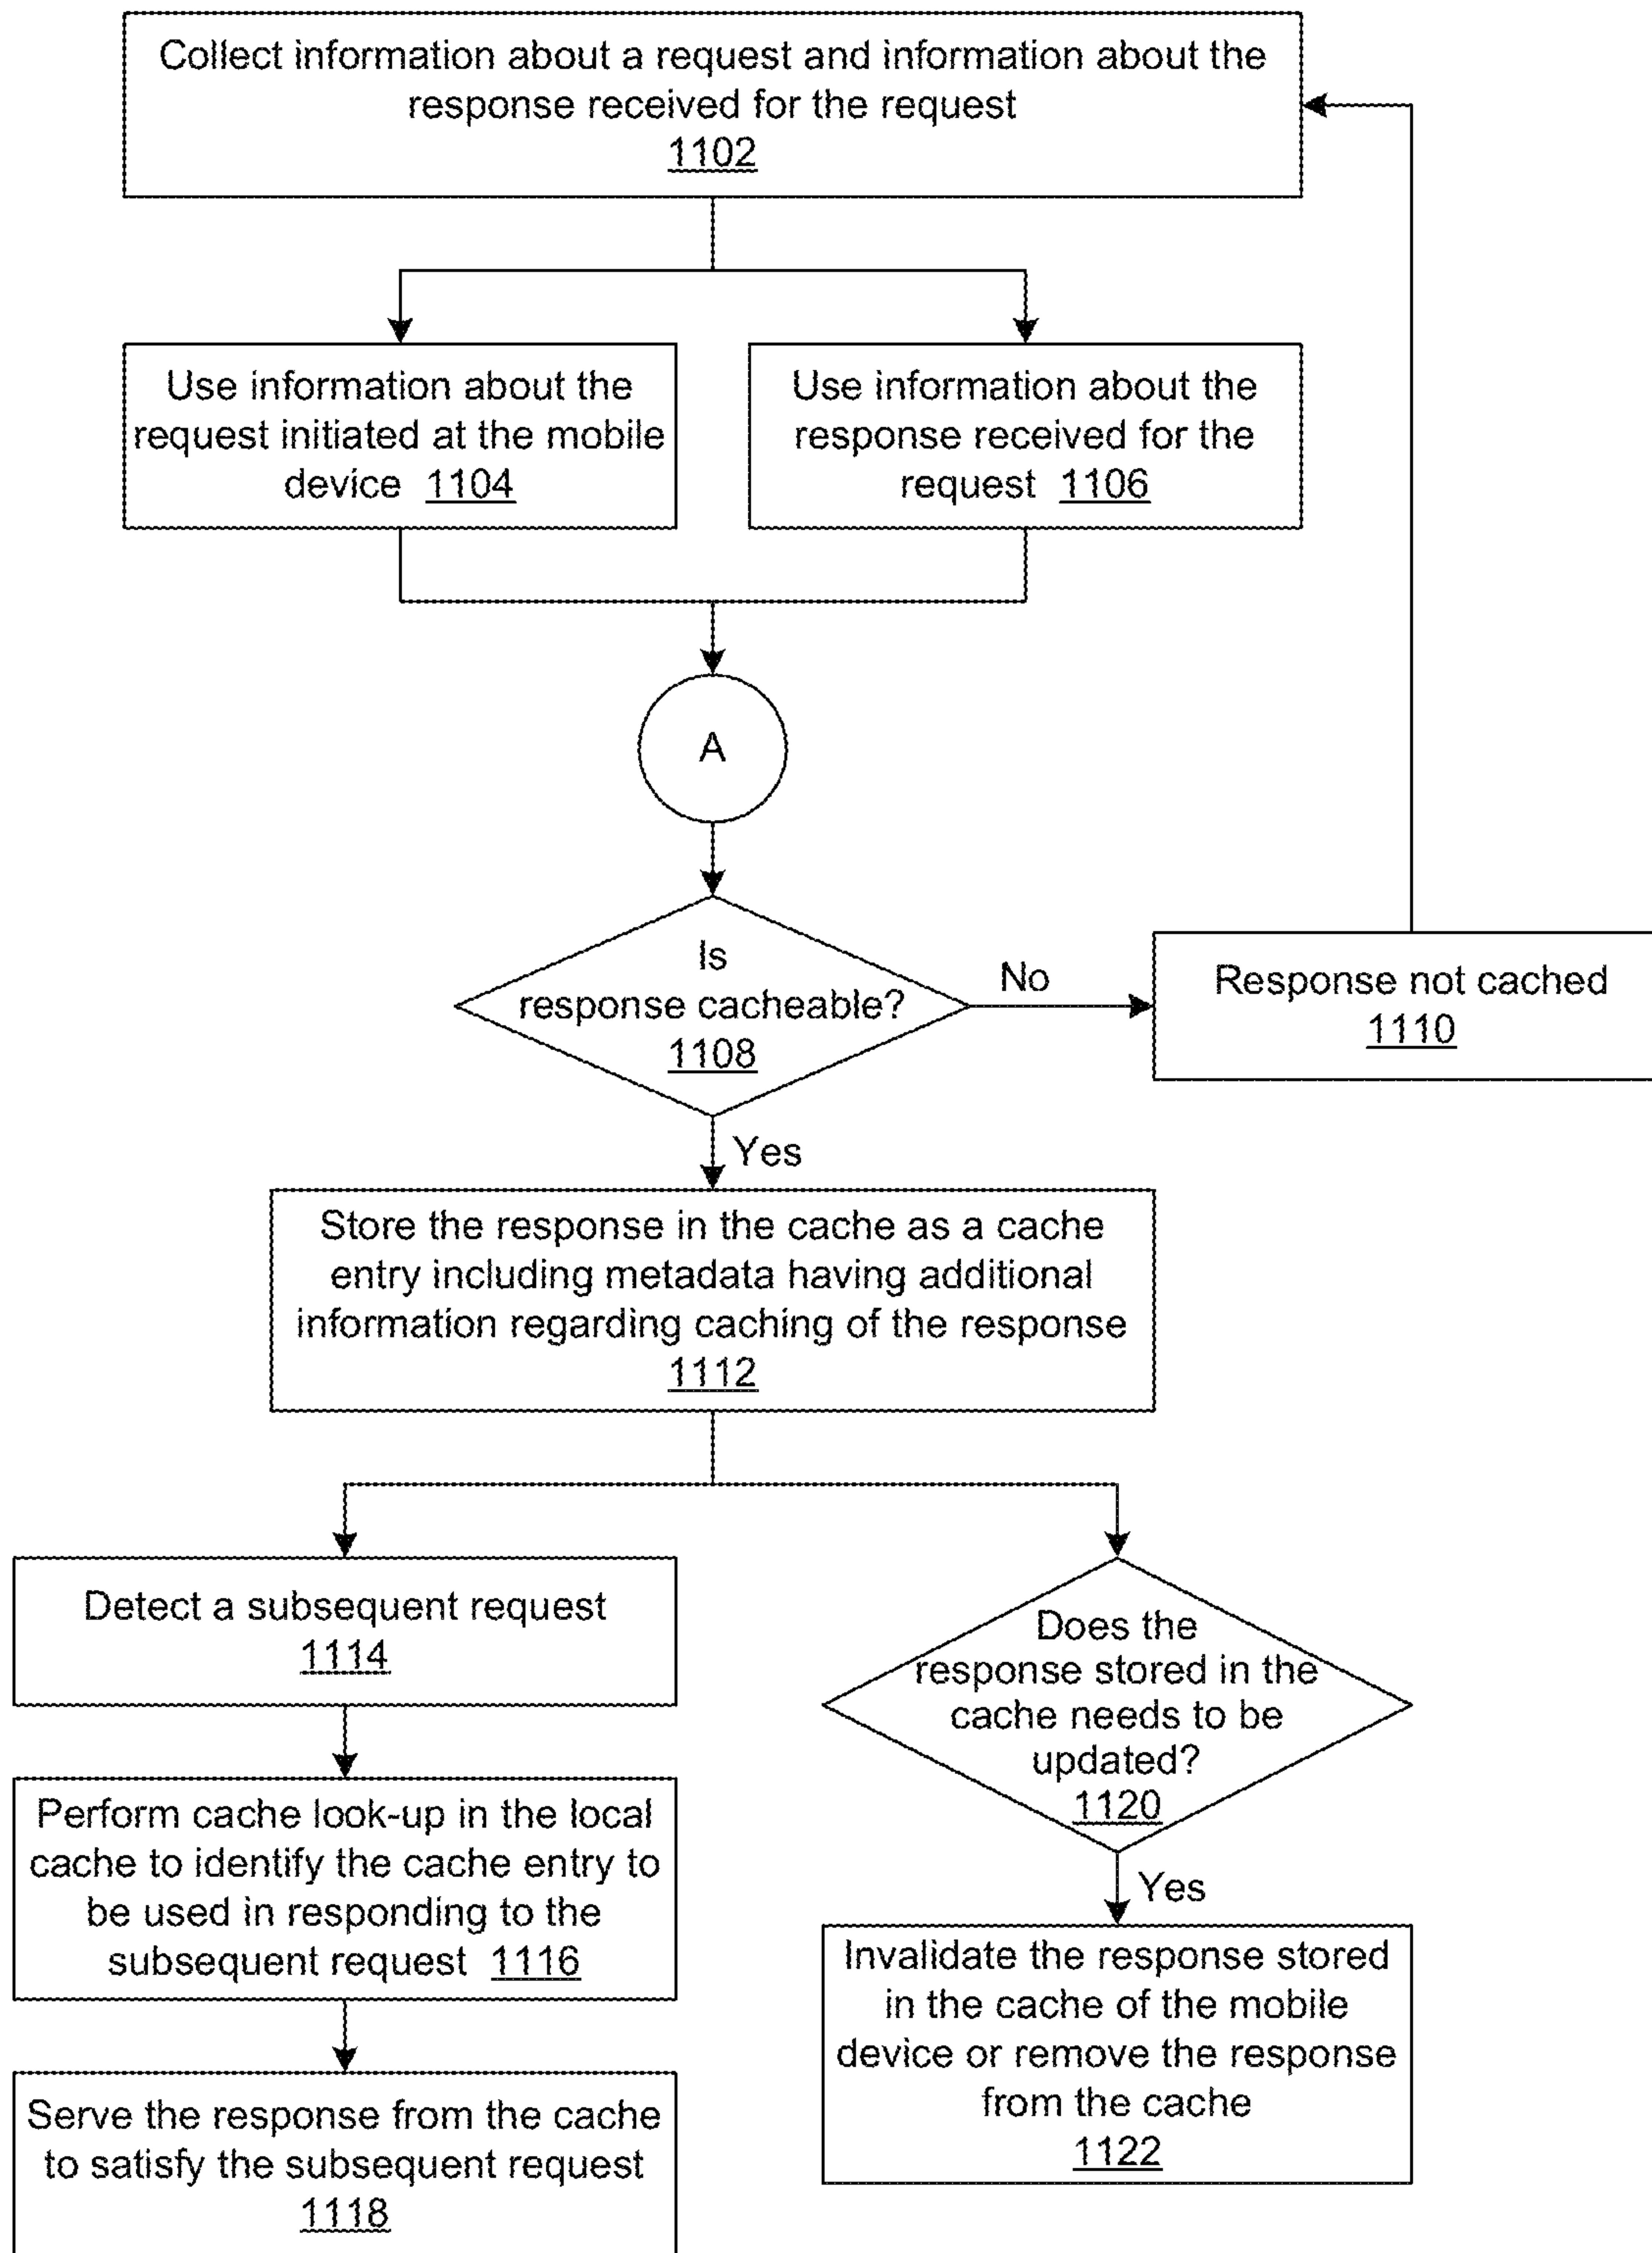 Collect information about a request and information about the
response received for the request
1102
Use information about the
request initiated at the mobile
device 1104
Use information about the
response received for the
request 1106
A
Is
response cacheable?
1108
No
Response not cached
1110
Yes
Store the response in the cache as a cache
entry including metadata having additional
information regarding caching of the response
1112
Detect a subsequent request
1114
Perform cache look-up in the local
cache to identify the cache entry to
be used in responding to the
subsequent request 1116
Serve the response from the cache
to satisfy the subsequent request
1118
Does the
response stored in the
cache needs to be
updated?
1120
Yes
Invalidate the response stored
in the cache of the mobile
device or remove the response
from the cache
1122